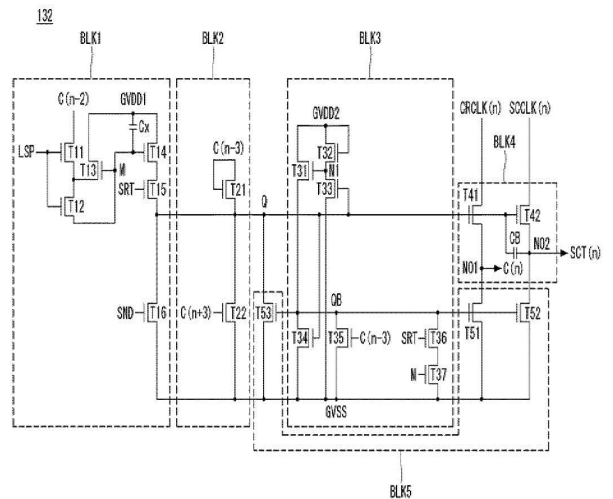 132
BLK1
BLK2
BLK3
C(n-2)
GVDD1
GVDD2
CRCLK(n)
SCCLK(n)
BLK4
Cx
LSP
T11
T13
M
T14
C(n-3)
T31
T32
N1
T12
SRT
T15
T21
T33
Q
T41
T42
CB
NO2
SCT(n)
NO1
C(n)
QB
SND
T16
C(n+3)
T22
T53
T34
T35
C(n-3)
SRT
T36
T51
T52
M
T37
GVSS
BLK5